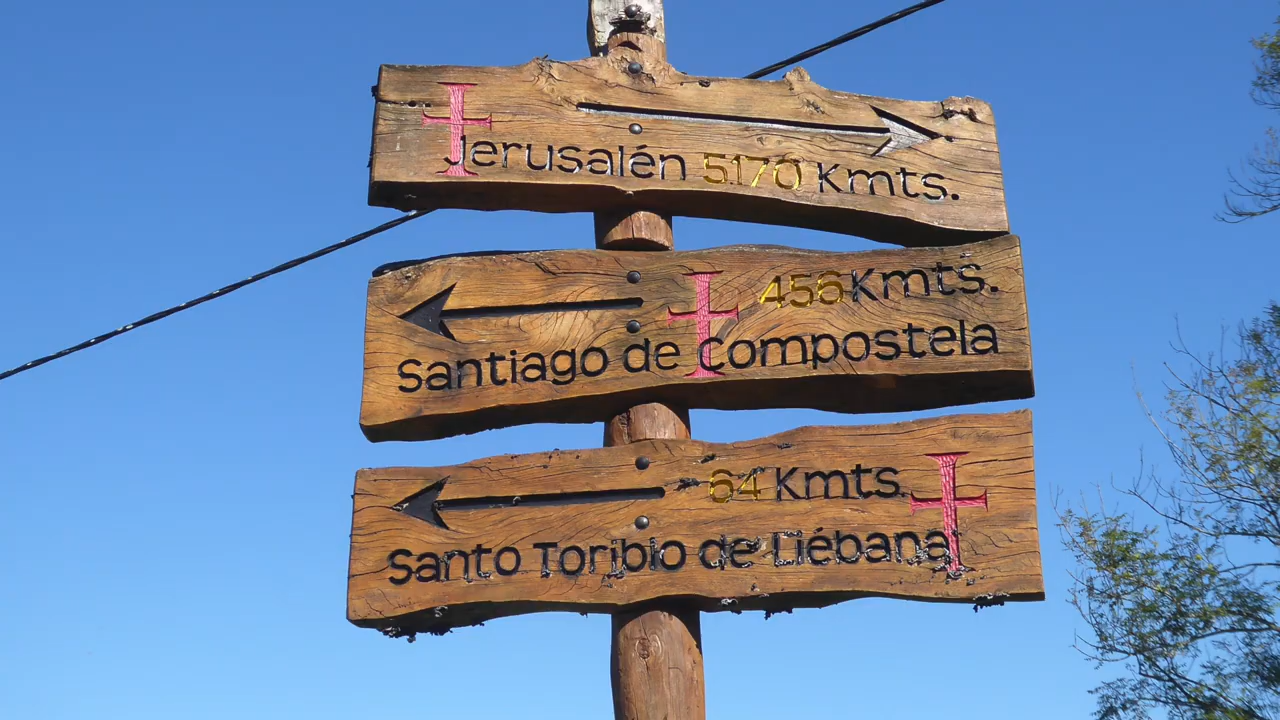 Jerusalén 5170 Kmts.
456 Kmts.
Santiago de Compostela
64 Kmts.
Santo Toribio de Liébana